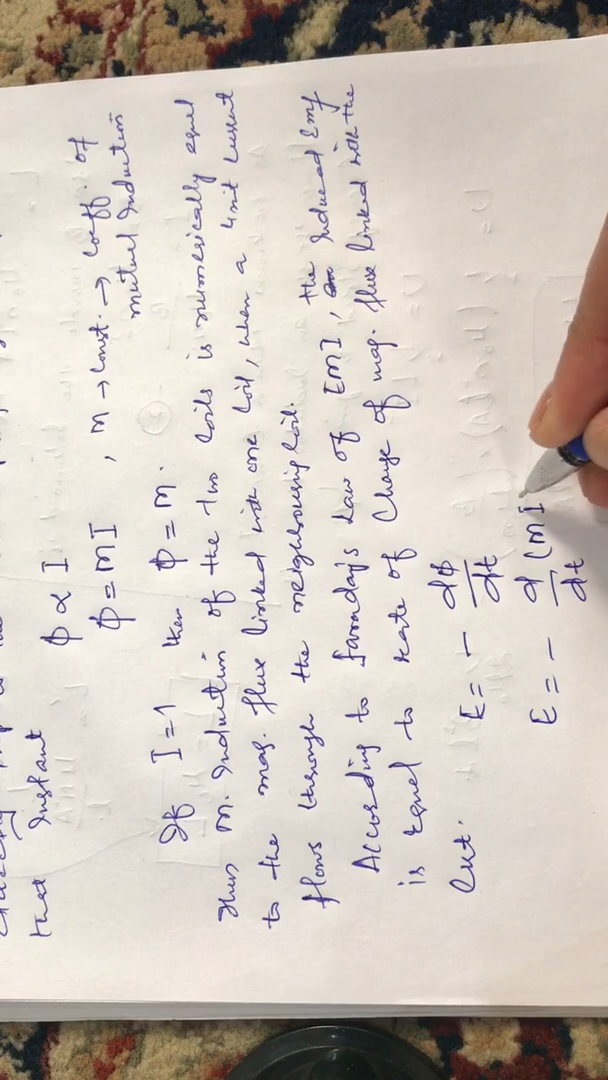 that instant
ϕ ∝ I
ϕ = MI , M → const. → coeff. of
mutual Induction
If I = 1 then ϕ = M.
Thus M. Induction of the two coils is numerically equal
to the mag. flux linked with one coil, when a unit current
flows through the neighbouring coil.
According to Faraday's Law of EMI, the induced Emf
is equal to rate of change of mag. flux linked with the
E = - dϕ/dt
E = - d/dt (MI